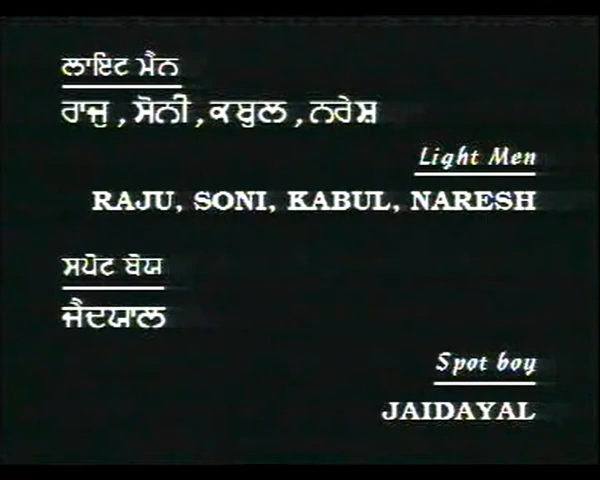 ਲਾਇਟ ਮੈਨ
ਰਾਜੁ , ਸੋਨੀ , ਕਬੁਲ , ਨਰੇਸ਼
Light Men
RAJU, SONI, KABUL, NARESH
ਸਪੋਟ ਬੋਯ
ਜੈਦਯਾਲ
Spot boy
JAIDAYAL